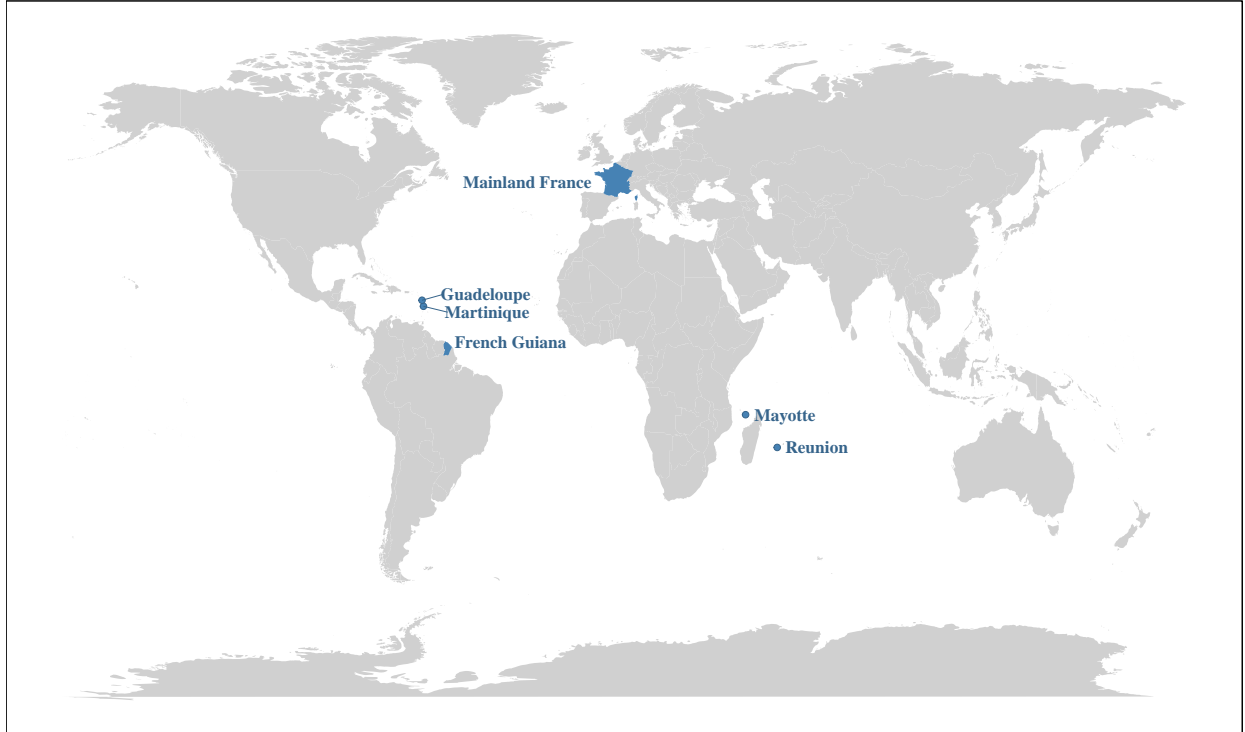 Mainland France
Guadeloupe
Martinique
French Guiana
Mayotte
Reunion